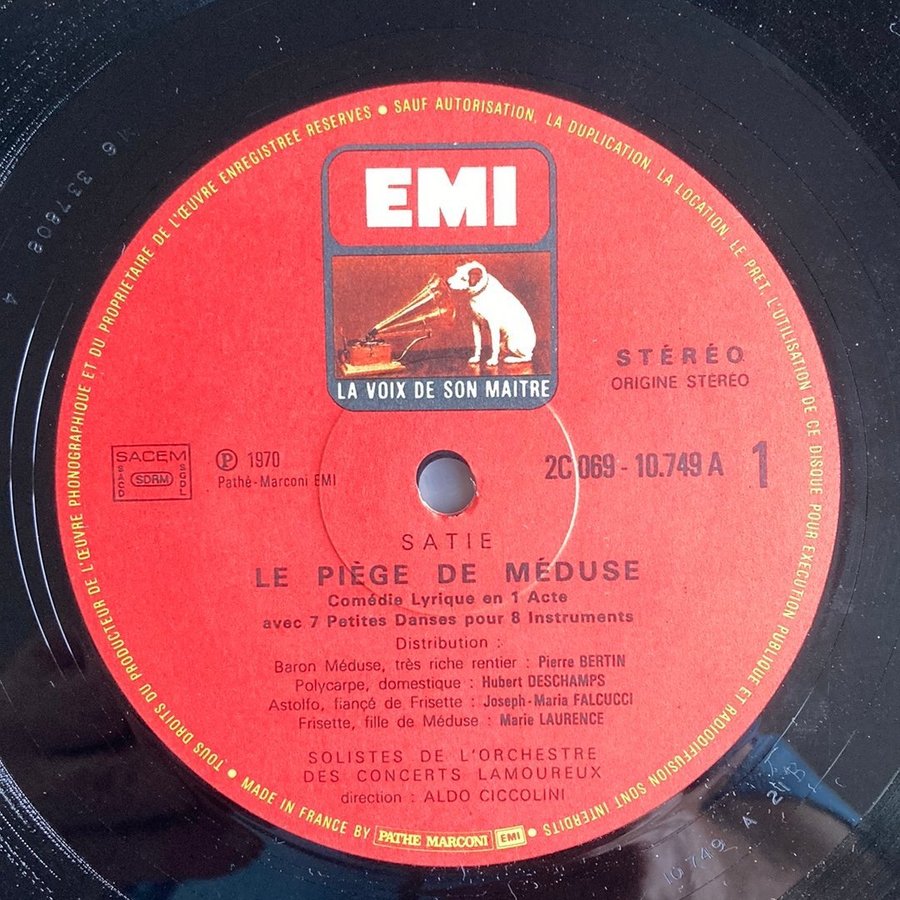 TOUS DROITS DU PRODUCTEUR DE L'ŒUVRE PHONOGRAPHIQUE ET DU PROPRIETAIRE DE L'ŒUVRE ENREGISTREE RESERVES • SAUF AUTORISATION, LA DUPLICATION, LA LOCATION, LE PRET, L'UTILISATION DE CE DISQUE POUR EXECUTION PUBLIQUE ET RADIODIFFUSION SONT INTERDITS •
EMI
LA VOIX DE SON MAITRE
STÉRÉO
ORIGINE STÉRÉO
SACEM
SACD
SDRM
SGDL
Ⓟ 1970
Pathé-Marconi EMI
2C 069 - 10.749 A 1
SATIE
LE PIÈGE DE MÉDUSE
Comédie Lyrique en 1 Acte
avec 7 Petites Danses pour 8 Instruments
Distribution :
Baron Méduse, très riche rentier : Pierre BERTIN
Polycarpe, domestique : Hubert DESCHAMPS
Astolfo, fiancé de Frisette : Joseph-Maria FALCUCCI
Frisette, fille de Méduse : Marie LAURENCE
SOLISTES DE L'ORCHESTRE
DES CONCERTS LAMOUREUX
direction : ALDO CICCOLINI
MADE IN FRANCE BY PATHE MARCONI EMI
10 749 A